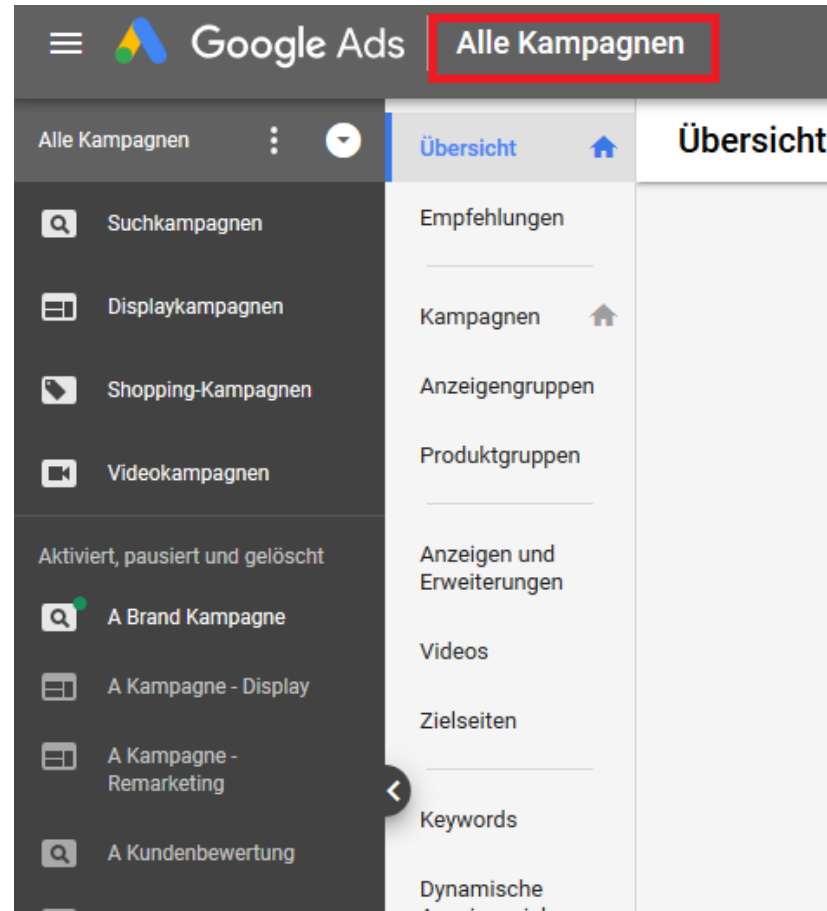 Google Ads
Alle Kampagnen
Alle Kampagnen
Suchkampagnen
Displaykampagnen
Shopping-Kampagnen
Videokampagnen
Aktiviert, pausiert und gelöscht
A Brand Kampagne
A Kampagne - Display
A Kampagne -
Remarketing
A Kundenbewertung
Übersicht
Empfehlungen
Kampagnen
Anzeigengruppen
Produktgruppen
Anzeigen und
Erweiterungen
Videos
Zielseiten
Keywords
Dynamische
Übersicht